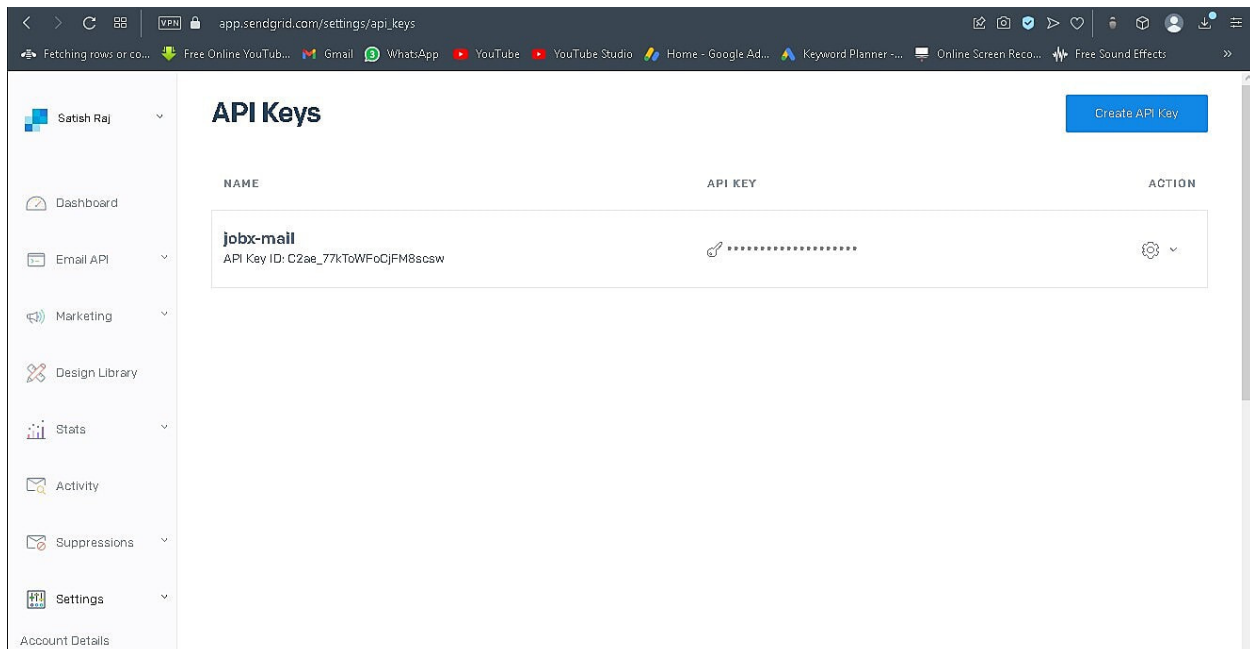 VPN app.sendgrid.com/settings/api_keys
Fetching rows or co... Free Online YouTub... Gmail 3 WhatsApp YouTube YouTube Studio Home - Google Ad... Keyword Planner -... Online Screen Reco... Free Sound Effects »
Satish Raj
API Keys
Create API Key
NAME API KEY ACTION
jobx-mail
API Key ID: C2ae_77kToWFoCjFM8scsw
••••••••••••••••••••
Dashboard
Email API
Marketing
Design Library
Stats
Activity
Suppressions
Settings
Account Details